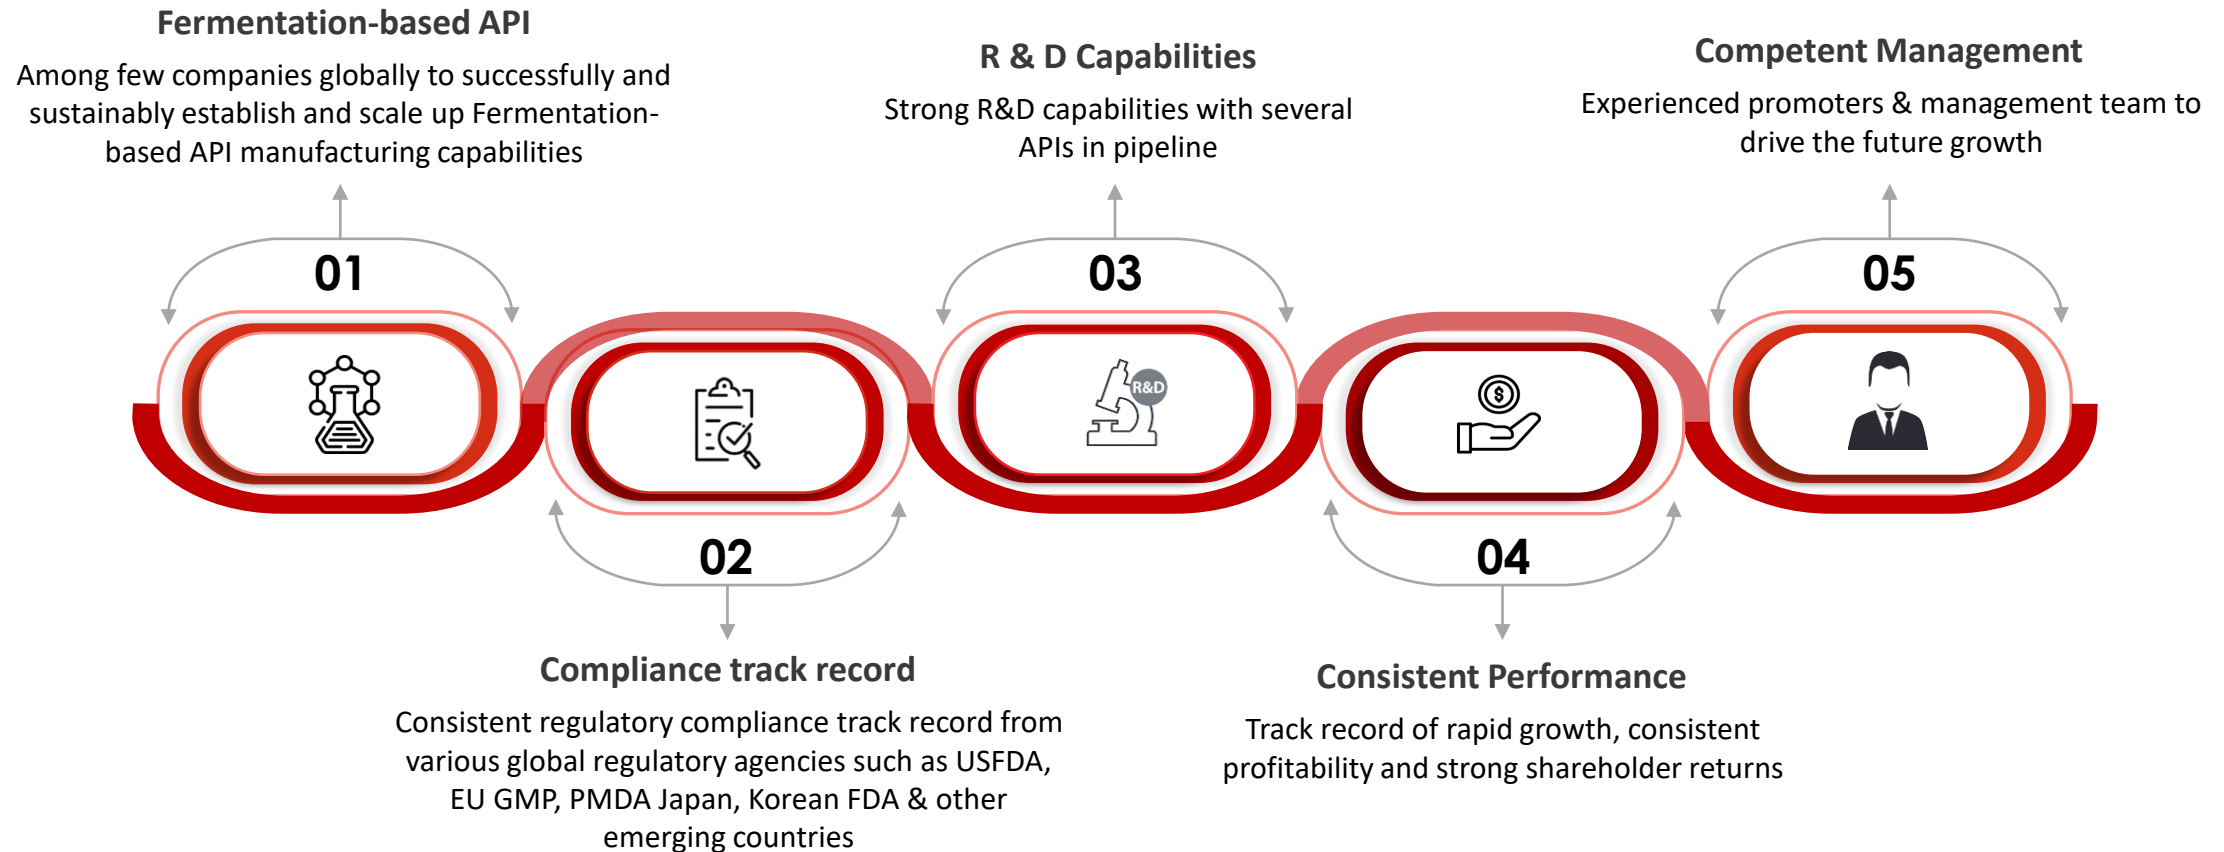 Fermentation-based API
Among few companies globally to successfully and
sustainably establish and scale up Fermentation-
based API manufacturing capabilities
01
Compliance track record
Consistent regulatory compliance track record from
various global regulatory agencies such as USFDA,
EU GMP, PMDA Japan, Korean FDA & other
emerging countries
02
R & D Capabilities
Strong R&D capabilities with several
APIs in pipeline
03
R&D
Consistent Performance
Track record of rapid growth, consistent
profitability and strong shareholder returns
04
$
Competent Management
Experienced promoters & management team to
drive the future growth
05